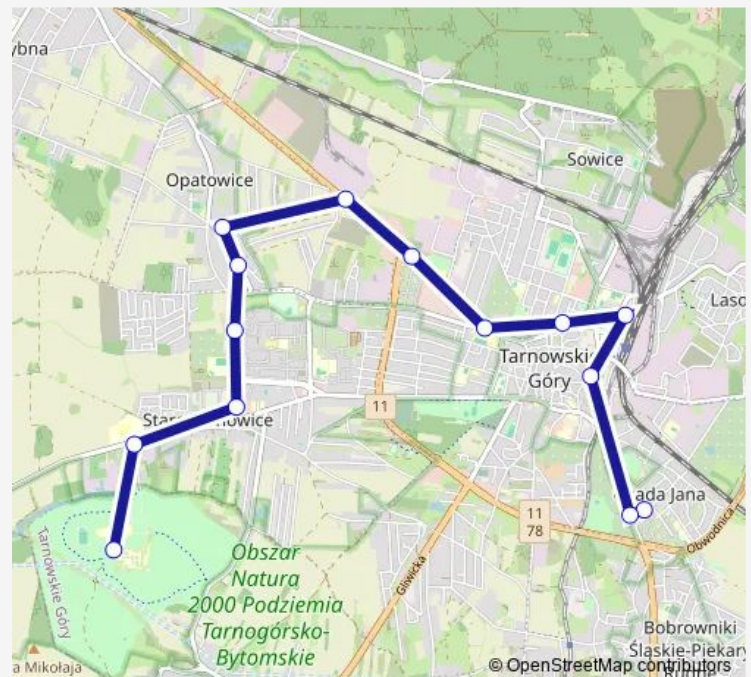 ybna
Sowice
Opatowice
Laso
Tarnowski
Góry
11
ada Jana
11
78
Obwodnica
Gliwicka
Tarnowskie
Góry
Obszar
Natura
2000 Podziemia
Tarnogórsko-
Bytomskie
Bobrowniki
Śląskie-Piekary
a Mikołaja
© OpenStreetMap contributors